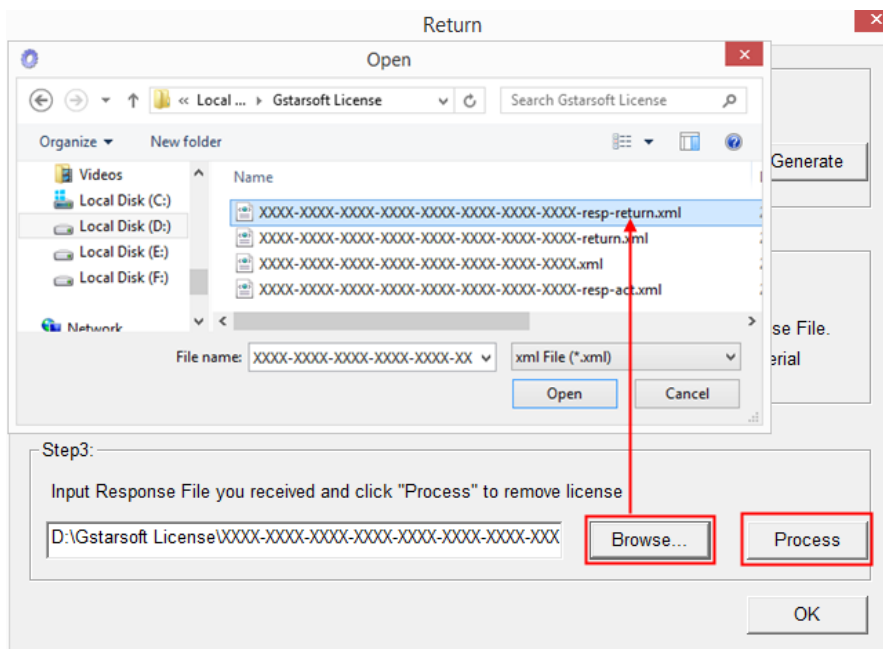 Return
Open
« Local ... Gstarsoft License
Search Gstarsoft License
Organize
New folder
Generate
Videos
Local Disk (C:)
Local Disk (D:)
Local Disk (E:)
Local Disk (F:)
Network
Name
XXXX-XXXX-XXXX-XXXX-XXXX-XXXX-XXXX-XXXX-resp-return.xml
XXXX-XXXX-XXXX-XXXX-XXXX-XXXX-XXXX-XXXX-return.xml
XXXX-XXXX-XXXX-XXXX-XXXX-XXXX-XXXX-XXXX.xml
XXXX-XXXX-XXXX-XXXX-XXXX-XXXX-XXXX-XXXX-resp-act.xml
se File.
erial
File name:
XXXX-XXXX-XXXX-XXXX-XXXX-XX
xml File (*.xml)
Open
Cancel
Step3:
Input Response File you received and click "Process" to remove license
D:\Gstarsoft License\XXXX-XXXX-XXXX-XXXX-XXXX-XXXX-XXXX-XXX
Browse...
Process
OK